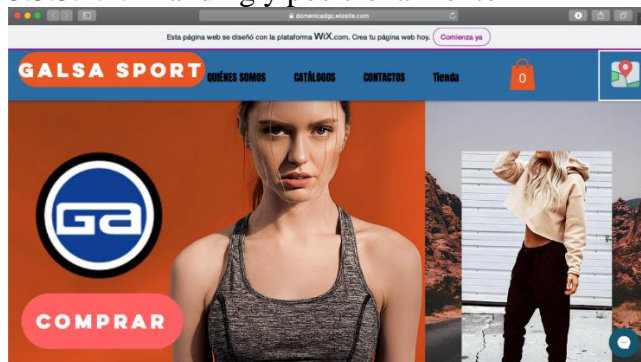 domenicadgc.wixsite.com
Esta página web se diseñó con la plataforma WiX.com. Crea tu página web hoy. Comienza ya
GALSA SPORT QUIÉNES SOMOS CATÁLOGOS CONTACTOS Tienda 0
Ga
COMPRAR